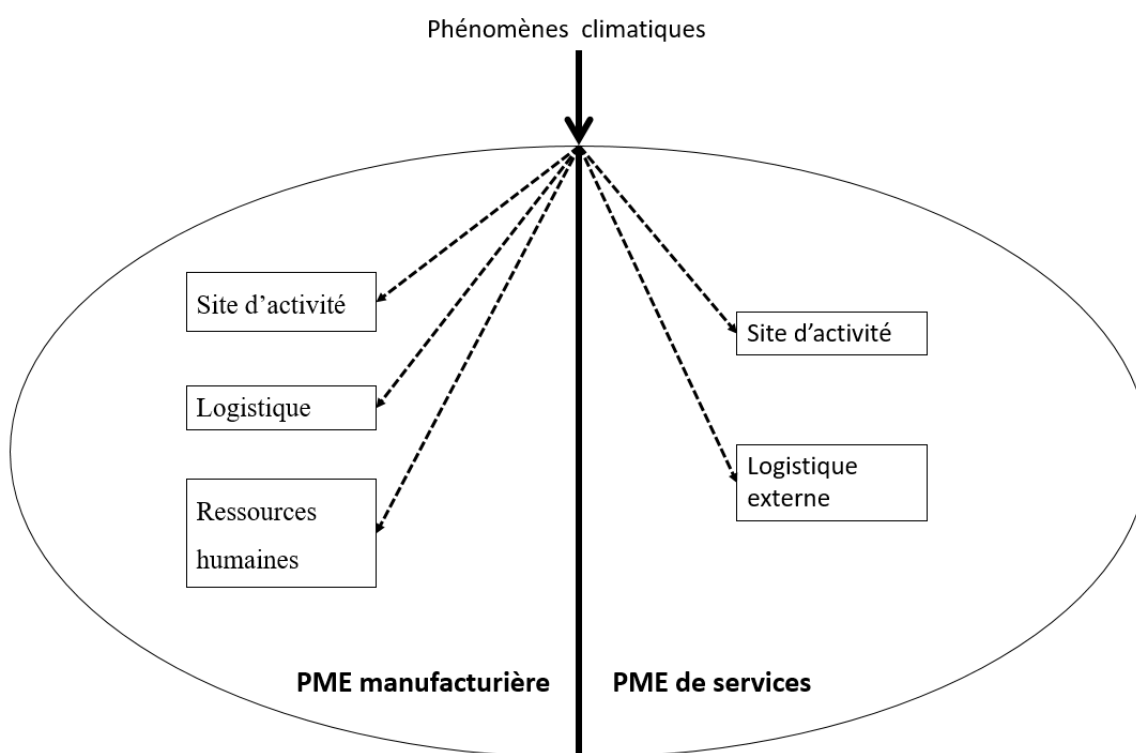 Phénomènes climatiques
Site d’activité
Logistique
Ressources
humaines
Site d’activité
Logistique
externe
PME manufacturière
PME de services